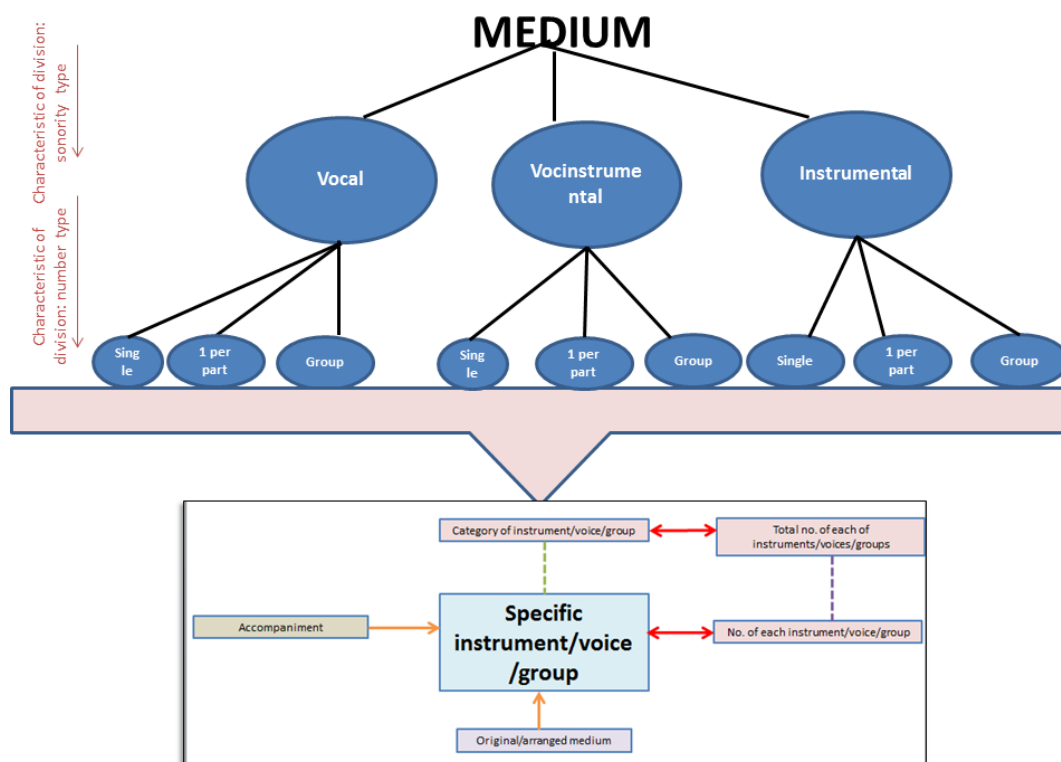 MEDIUM
Characteristic of division:
sonority type
Vocal
Vocinstrume
ntal
Instrumental
Characteristic of
division: number type
Sing
le
1 per
part
Group
Sing
le
1 per
part
Group
Single
1 per
part
Group
Category of instrument/voice/group
Total no. of each of
instruments/voices/groups
Accompaniment
Specific
instrument/voice
/group
No. of each instrument/voice/group
Original/arranged medium